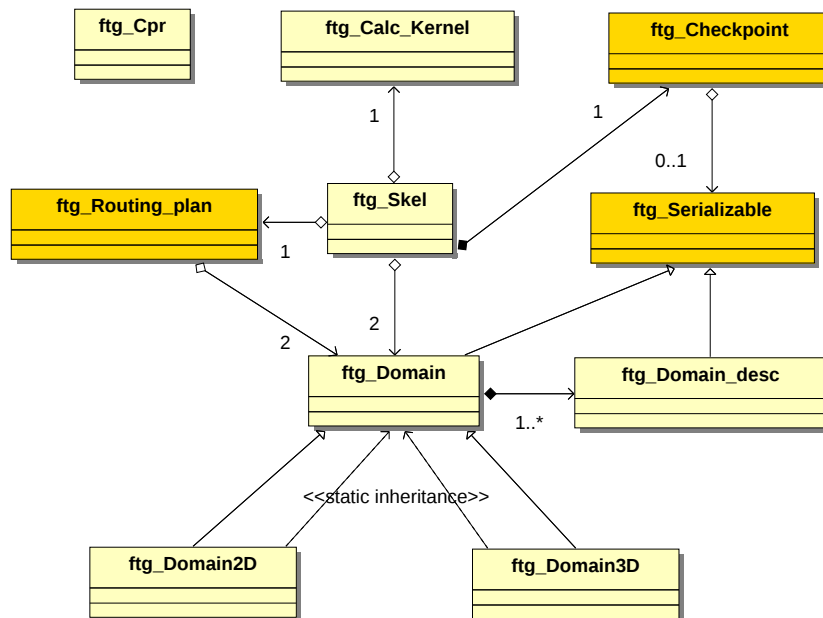 ftg_Cpr
ftg_Calc_Kernel
ftg_Checkpoint
1
1
0..1
ftg_Routing_plan
ftg_Skel
ftg_Serializable
1
2
2
ftg_Domain
ftg_Domain_desc
1..*
<<static inheritance>>
ftg_Domain2D
ftg_Domain3D